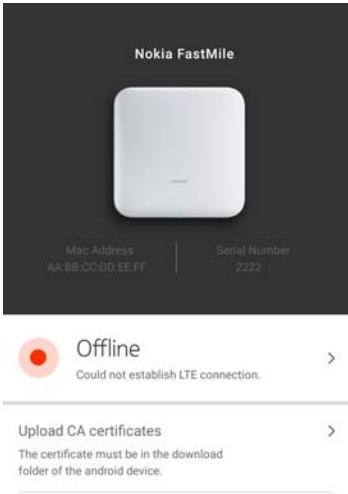 Nokia FastMile
NOKIA
Mac Address
Serial Number
AA:BB:CC:DD:EE:FF
2222
Offline
Could not establish LTE connection.
Upload CA certificates
The certificate must be in the download
folder of the android device.